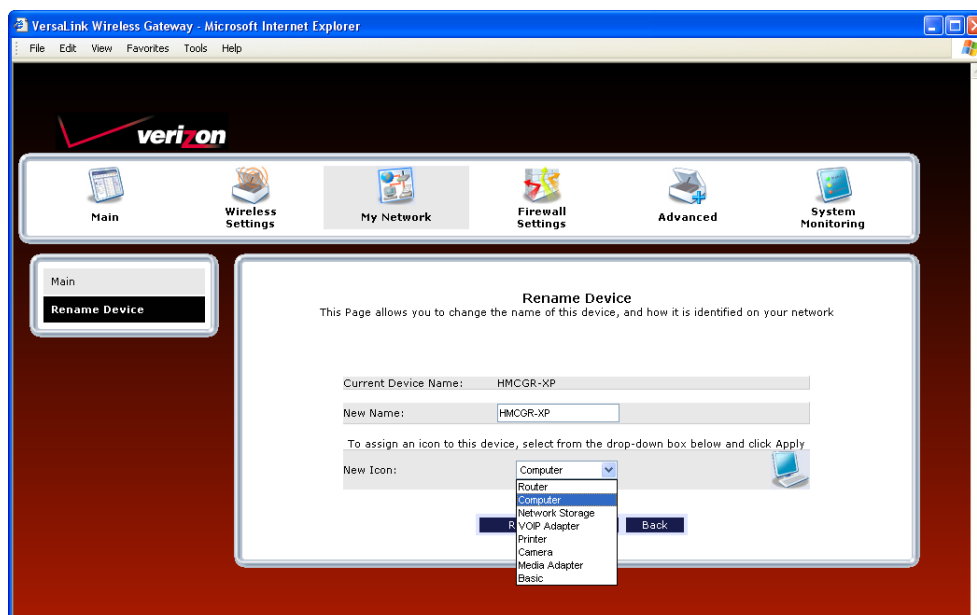 VersaLink Wireless Gateway - Microsoft Internet Explorer
File Edit View Favorites Tools Help
verizon
Main
Wireless Settings
My Network
Firewall Settings
Advanced
System Monitoring
Main
Rename Device
Rename Device
This Page allows you to change the name of this device, and how it is identified on your network
Current Device Name: HMCGR-XP
New Name: HMCGR-XP
To assign an icon to this device, select from the drop-down box below and click Apply
New Icon: Computer
Router
Computer
Network Storage
VOIP Adapter
Printer
Camera
Media Adapter
Basic
Back